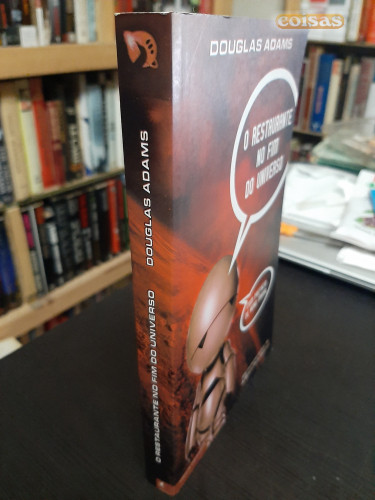 coisas
DOUGLAS ADAMS
O RESTAURANTE
NO FIM
DO UNIVERSO
DOUGLAS ADAMS
O RESTAURANTE NO FIM DO UNIVERSO